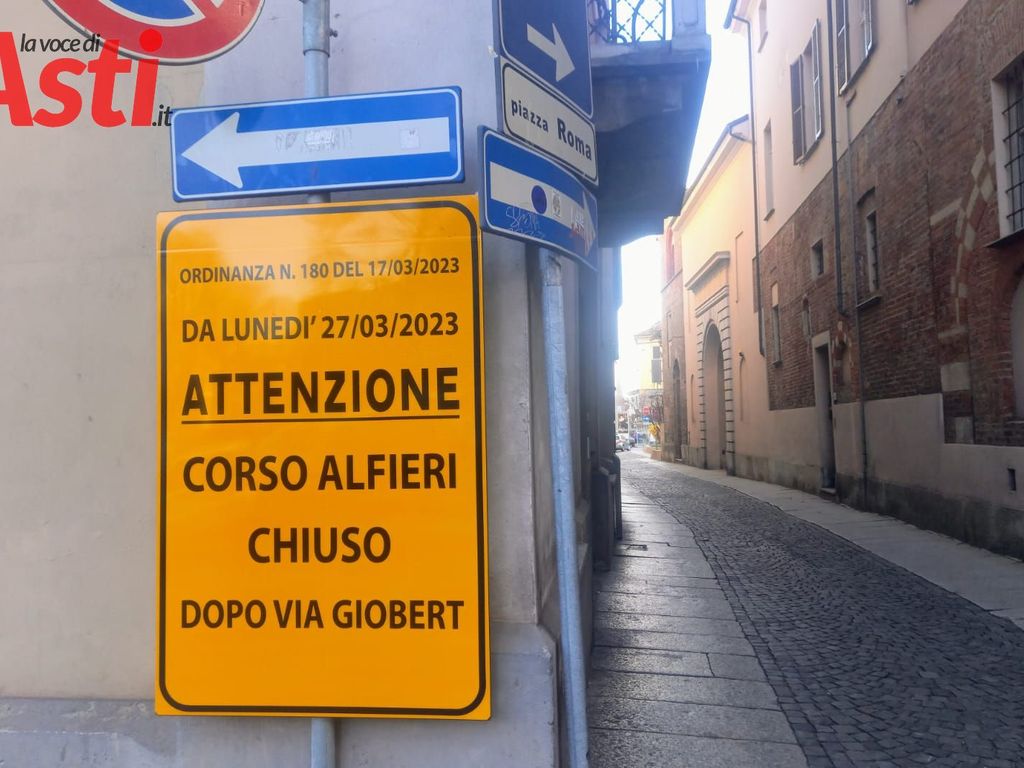 la voce di
Asti.it
piazza Roma
ORDINANZA N. 180 DEL 17/03/2023
DA LUNEDI' 27/03/2023
ATTENZIONE
CORSO ALFIERI
CHIUSO
DOPO VIA GIOBERT